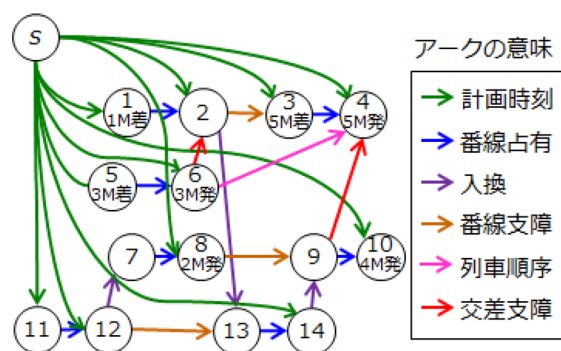 S
アークの意味
1
1M着
2
3
5M着
4
5M発
計画時刻
番線占有
5
3M着
6
3M発
入換
番線支障
7
8
2M発
9
10
4M発
列車順序
交差支障
11
12
13
14